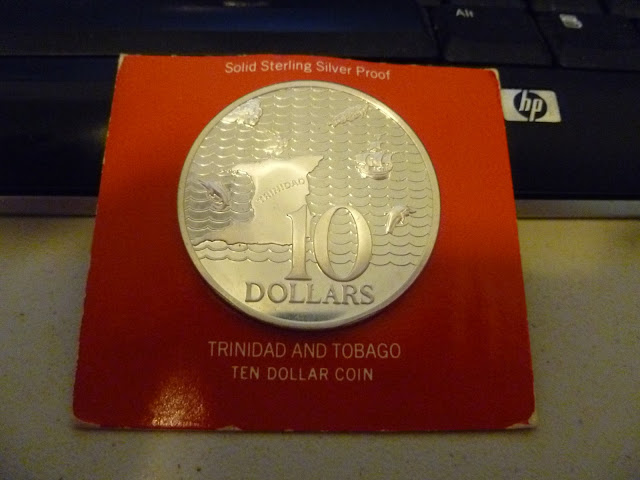 Alt
hp
Solid Sterling Silver Proof
TRINIDAD
10
DOLLARS
TRINIDAD AND TOBAGO
TEN DOLLAR COIN